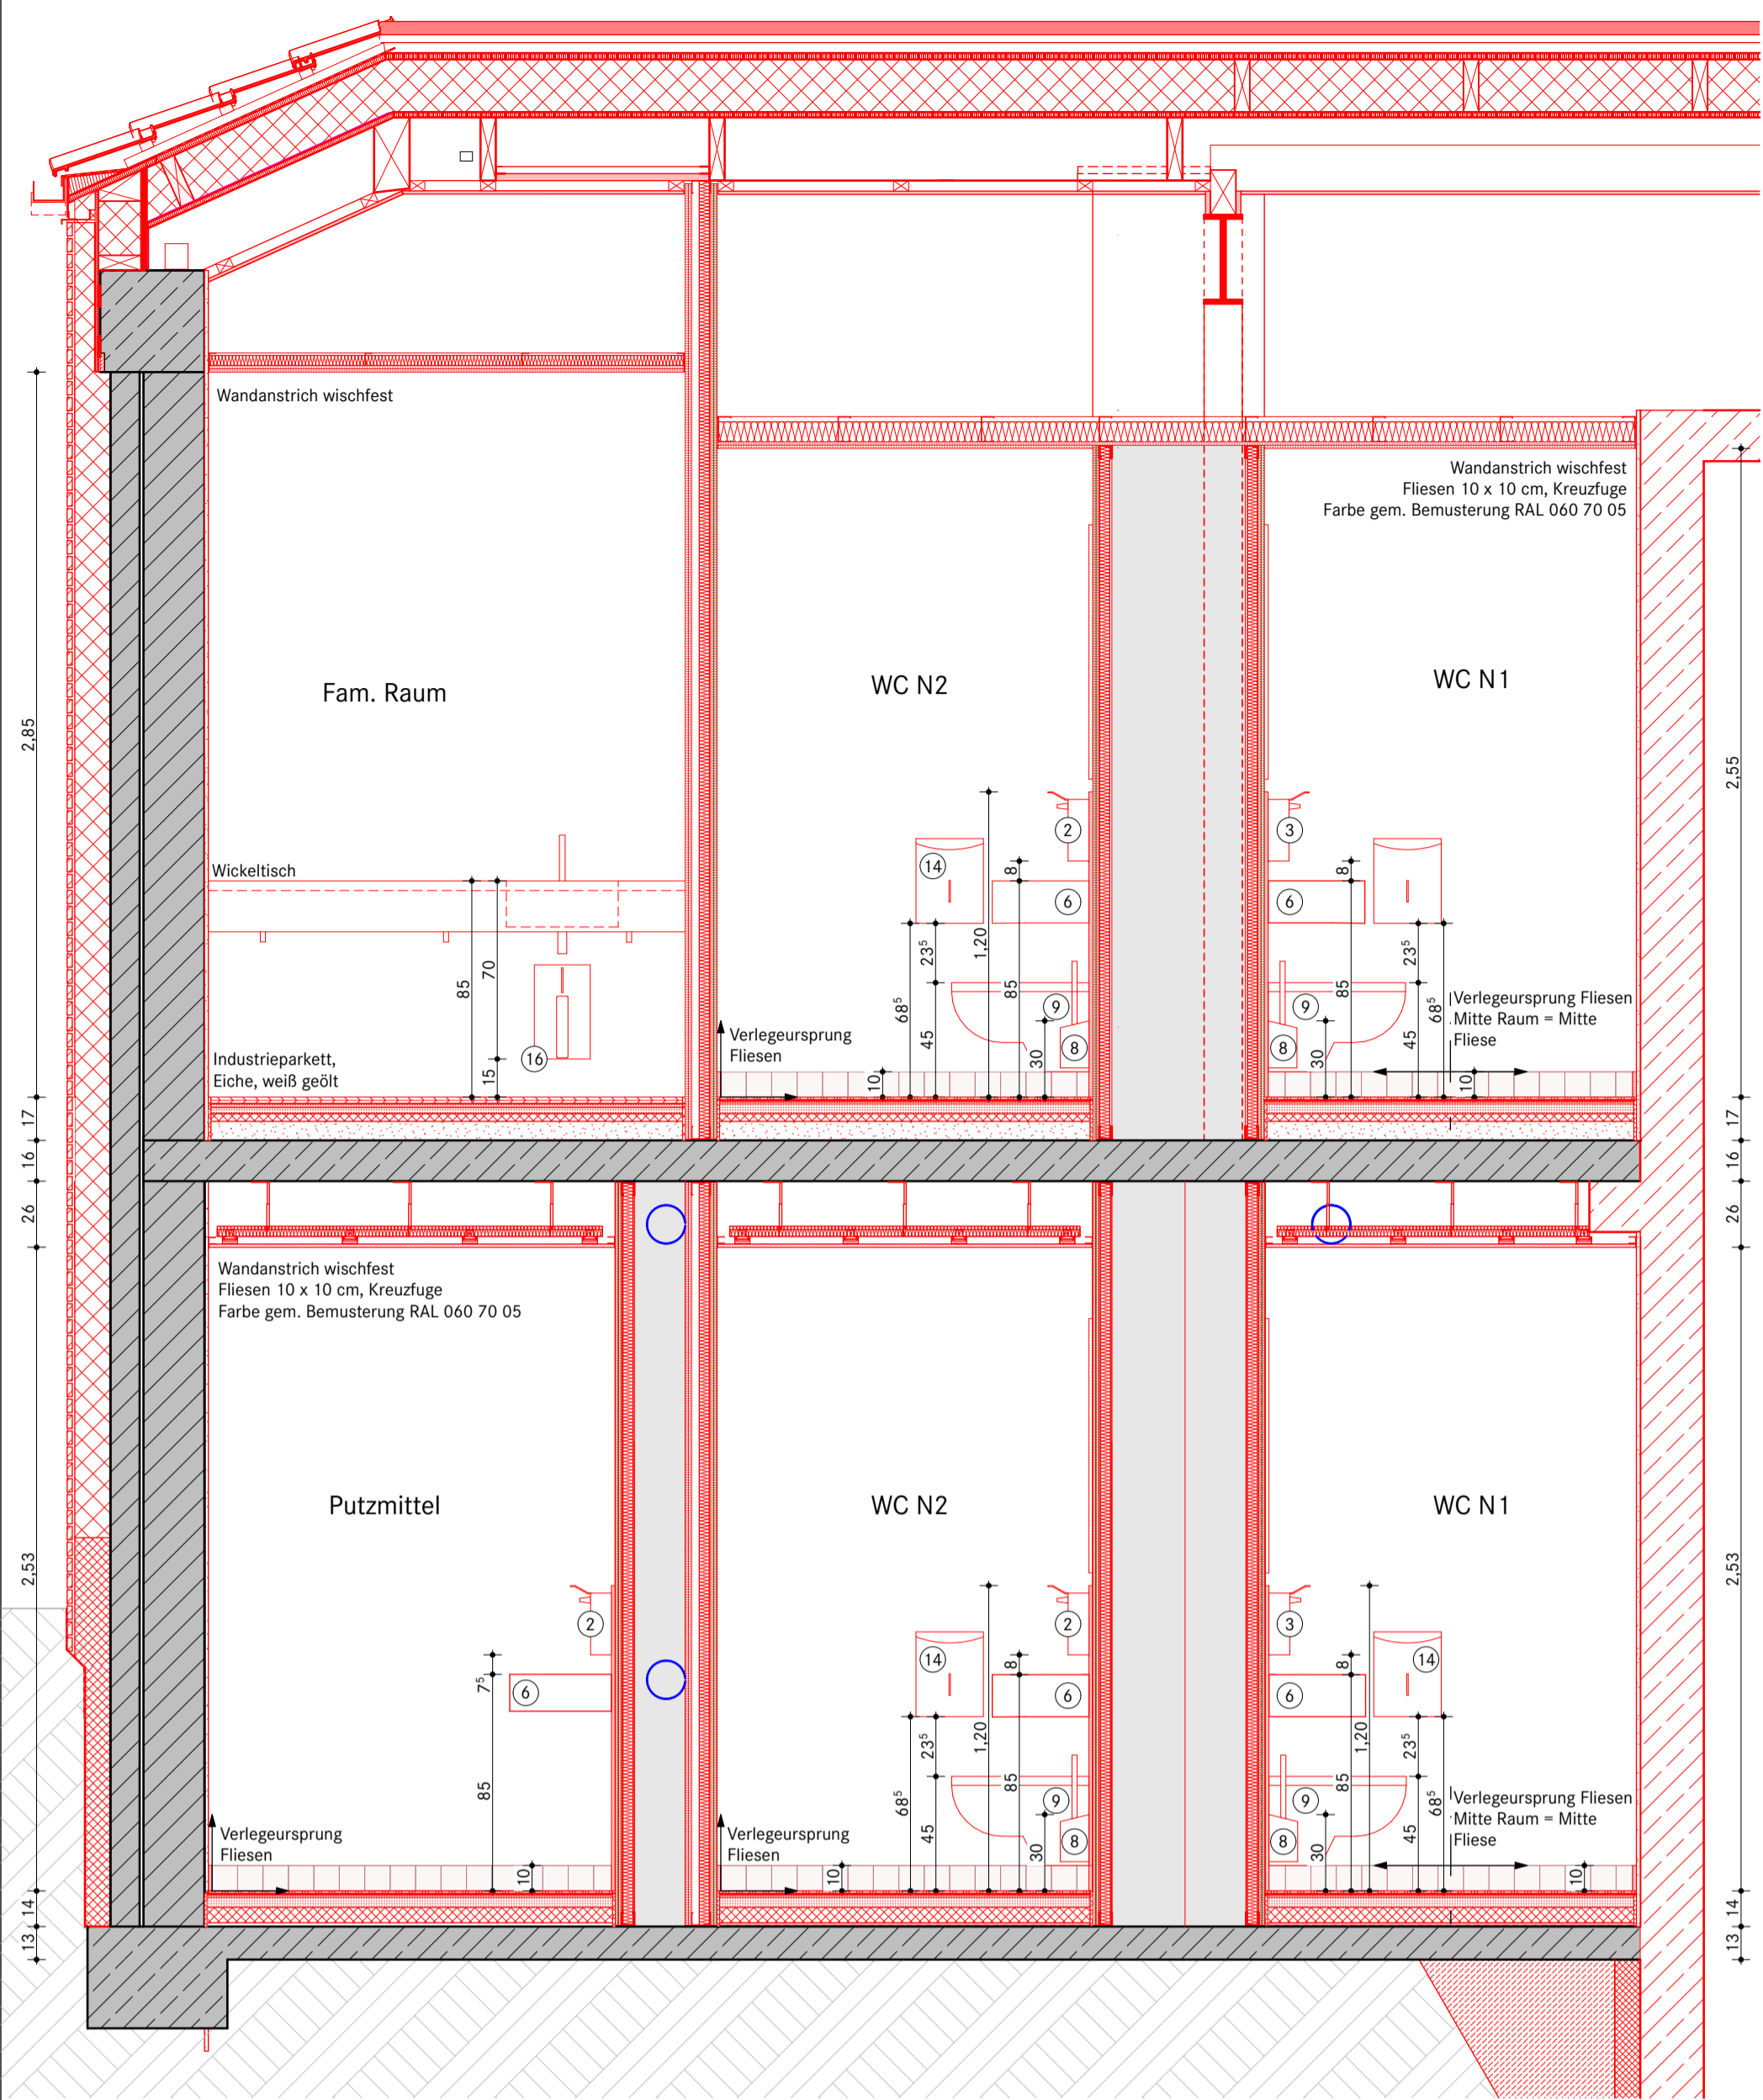 Wandanstrich wischfest
Wandanstrich wischfest
Fliesen 10 x 10 cm, Kreuzfuge
Farbe gem. Bemusterung RAL 060 70 05
Fam. Raum
WC N2
WC N1
2,85
2,55
2
3
Wickeltisch
14
8
8
6
6
1,20
23⁵
23⁵
85
70
85
85
68⁵
68⁵
9
9
Verlegeursprung Fliesen
Mitte Raum = Mitte
Fliese
Verlegeursprung
Fliesen
45
30
8
8
30
45
Industrieparkett,
Eiche, weiß geölt
16
15
10
10
17
16
26
17
16
26
Wandanstrich wischfest
Fliesen 10 x 10 cm, Kreuzfuge
Farbe gem. Bemusterung RAL 060 70 05
Putzmittel
WC N2
WC N1
2,53
2,53
2
2
3
14
14
7⁵
8
8
6
6
6
1,20
1,20
23⁵
23⁵
85
85
85
68⁵
68⁵
9
9
Verlegeursprung Fliesen
Mitte Raum = Mitte
Fliese
Verlegeursprung
Fliesen
Verlegeursprung
Fliesen
45
30
8
8
30
45
10
10
10
14
13
14
13